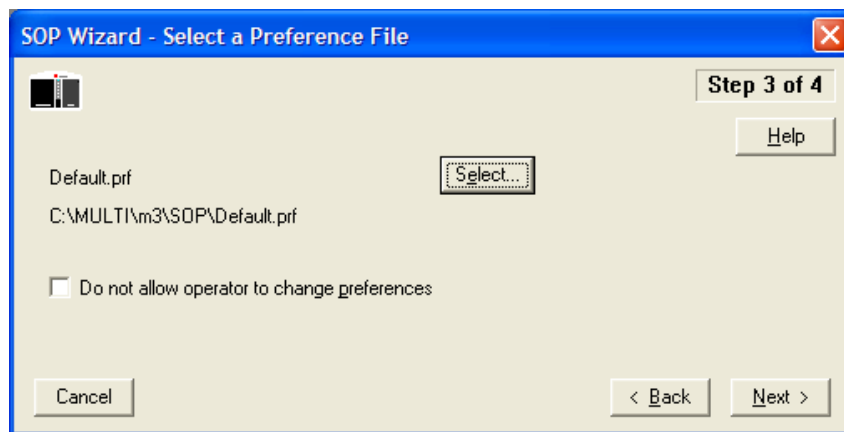 SOP Wizard - Select a Preference File
Step 3 of 4
Help
Default.prf
Select...
C:\MULTI\m3\SOP\Default.prf
Do not allow operator to change preferences
Cancel
< Back
Next >